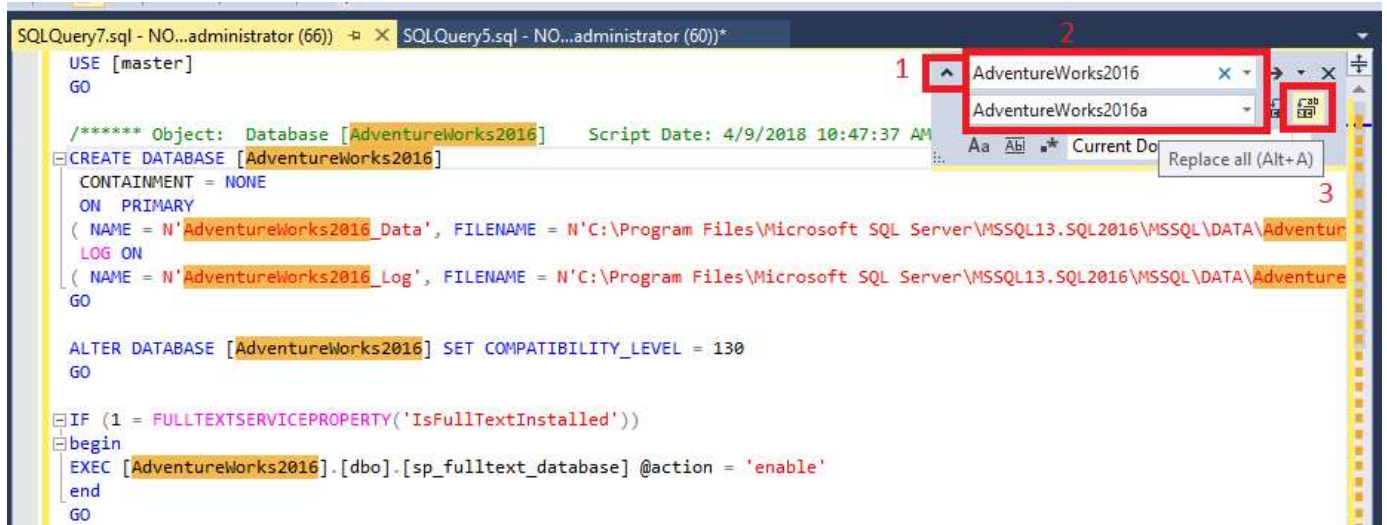 SQLQuery7.sql - NO...administrator (66)) SQLQuery5.sql - NO...administrator (60))*
2
1
AdventureWorks2016
AdventureWorks2016a
Aa Abl .* Current Do
Replace all (Alt+A)
3
USE [master]
GO
/****** Object: Database [AdventureWorks2016] Script Date: 4/9/2018 10:47:37 AM
CREATE DATABASE [AdventureWorks2016]
CONTAINMENT = NONE
ON PRIMARY
( NAME = N'AdventureWorks2016_Data', FILENAME = N'C:\Program Files\Microsoft SQL Server\MSSQL13.SQL2016\MSSQL\DATA\Adventur
LOG ON
( NAME = N'AdventureWorks2016_Log', FILENAME = N'C:\Program Files\Microsoft SQL Server\MSSQL13.SQL2016\MSSQL\DATA\Adventure
GO
ALTER DATABASE [AdventureWorks2016] SET COMPATIBILITY_LEVEL = 130
GO
IF (1 = FULLTEXTSERVICEPROPERTY('IsFullTextInstalled'))
begin
EXEC [AdventureWorks2016].[dbo].[sp_fulltext_database] @action = 'enable'
end
GO